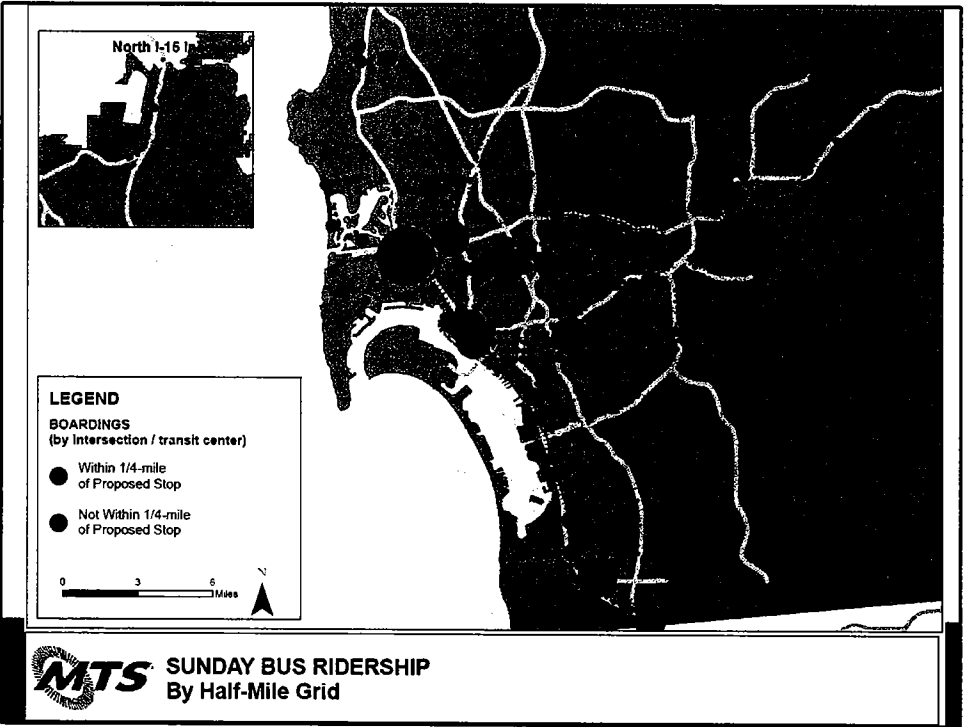 North I-15
LEGEND
BOARDINGS
(by intersection / transit center)
Within 1/4-mile
of Proposed Stop
Not Within 1/4-mile
of Proposed Stop
0 3 6
Miles
N
MTS
SUNDAY BUS RIDERSHIP
By Half-Mile Grid